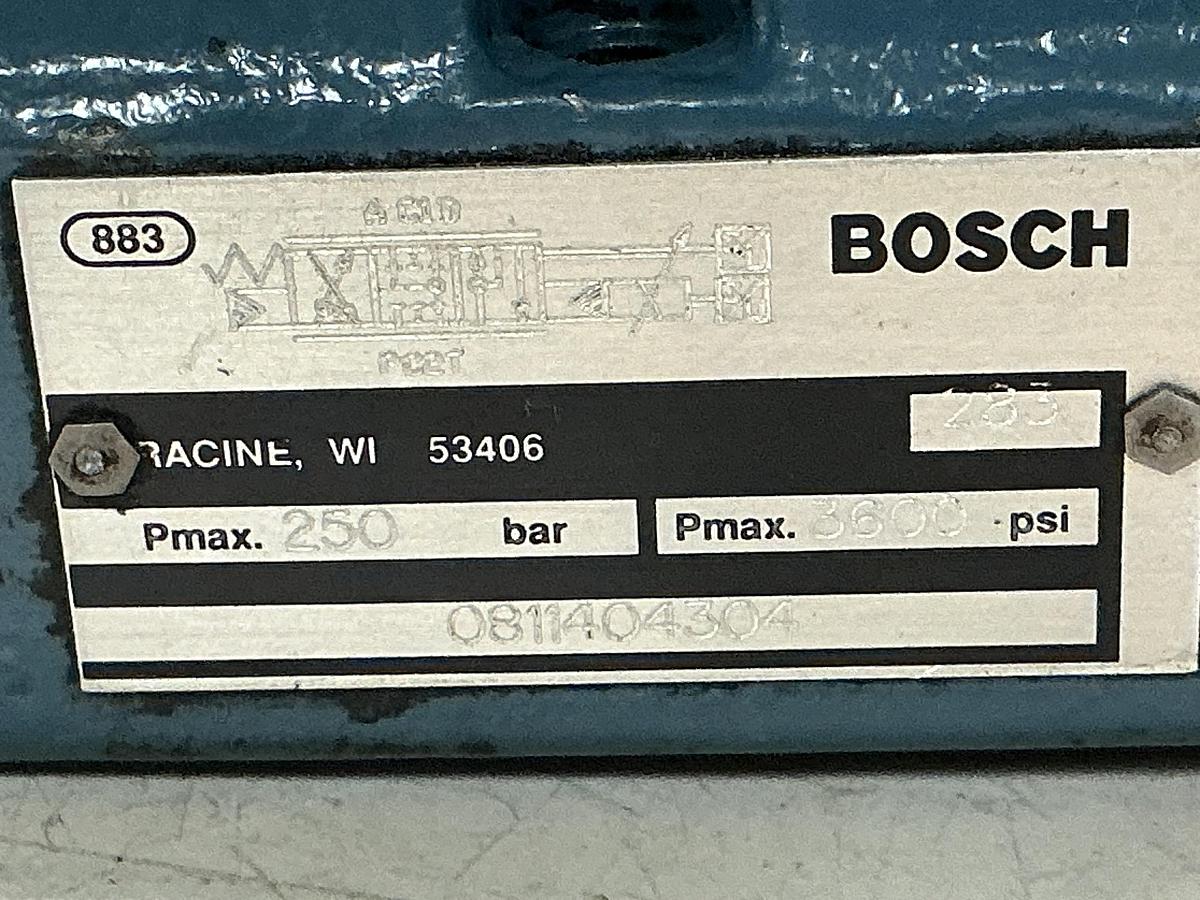 883
BOSCH
RACINE, WI 53406
283
Pmax. 250 bar
Pmax. 3600 psi
0811404304